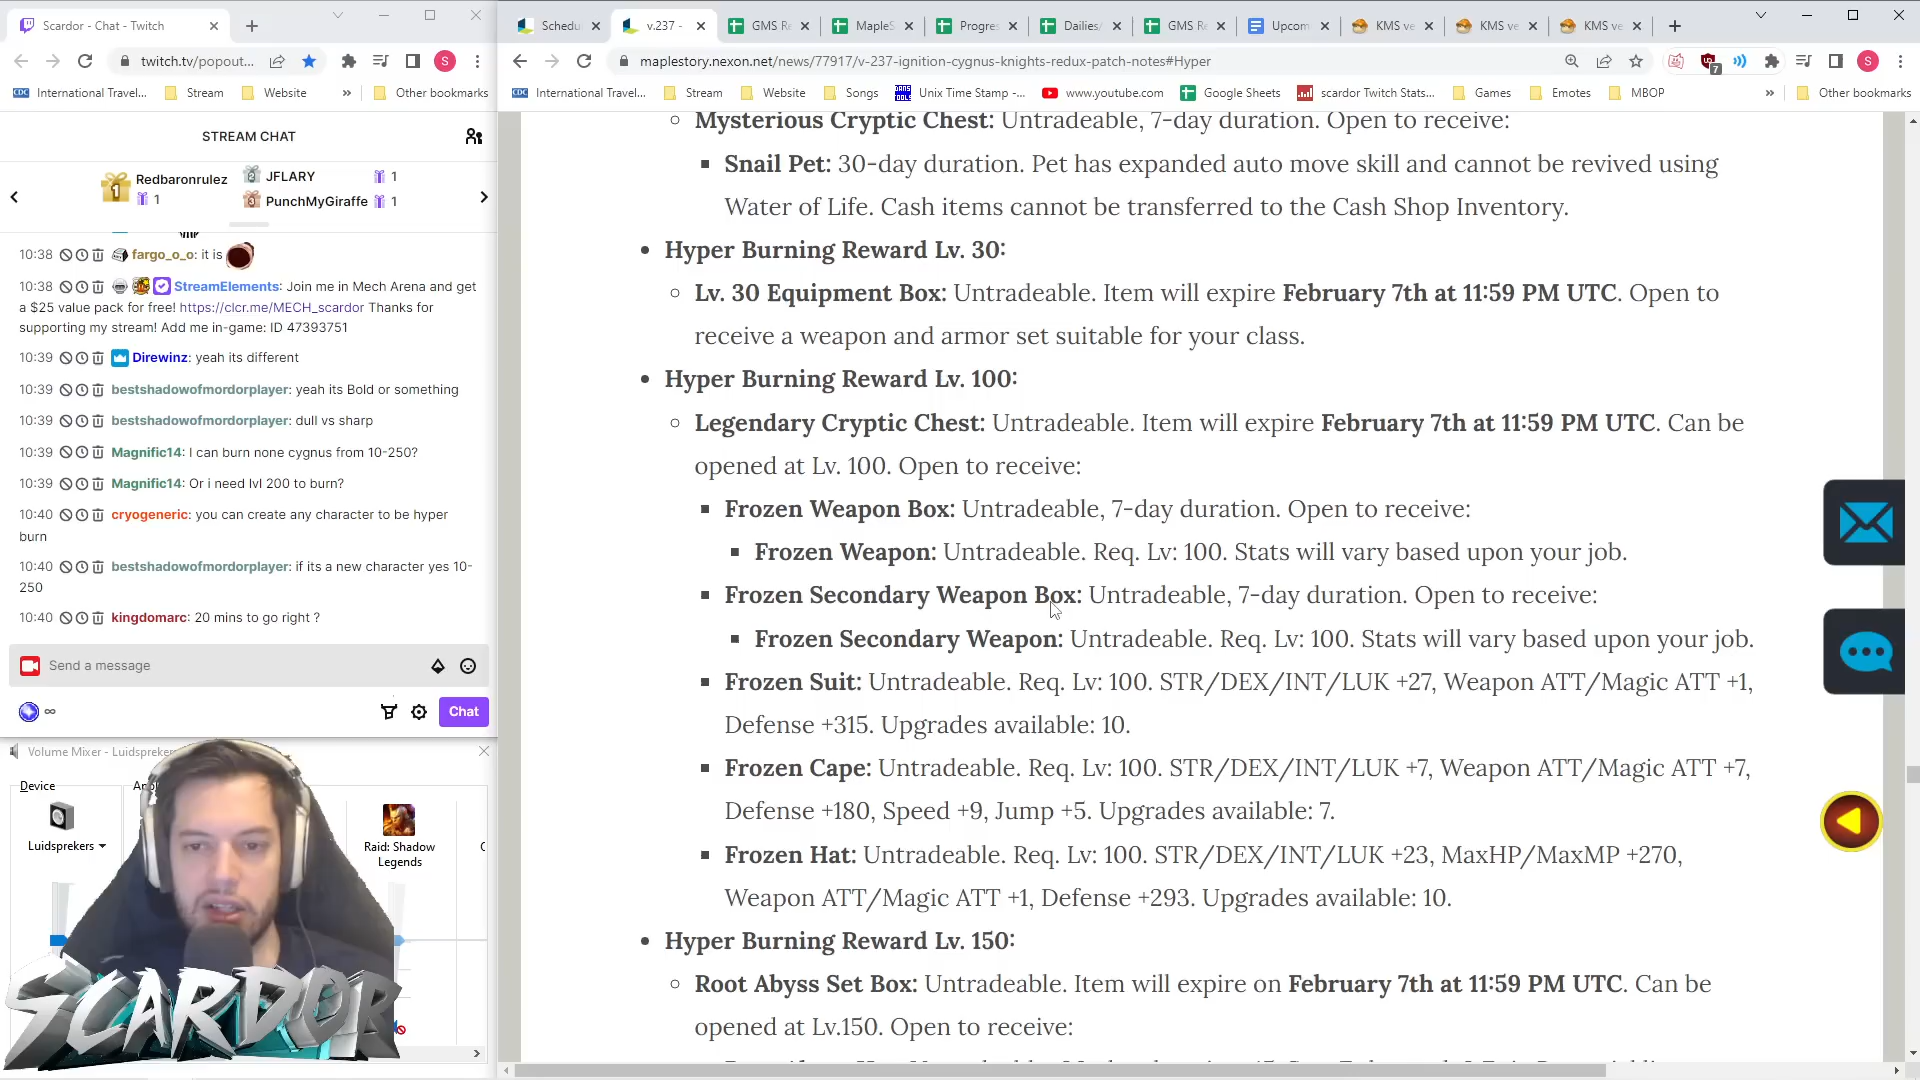 Scardor - Chat - Twitch
twitch.tv/popout...
International Travel...
Stream
Website
Other bookmarks
STREAM CHAT
Redbaronrulez
1
1
JFLARY 1
PunchMyGiraffe 1
10:38 fargo_o_o: it is
10:38 StreamElements: Join me in Mech Arena and get
a $25 value pack for free! https://clcr.me/MECH_scardor Thanks for
supporting my stream! Add me in-game: ID 47393751
10:39 Direwinz: yeah its different
10:39 bestshadowofmordorplayer: yeah its Bold or something
10:39 bestshadowofmordorplayer: dull vs sharp
10:39 Magnific14: I can burn none cygnus from 10-250?
10:39 Magnific14: Or i need lvl 200 to burn?
10:40 cryogeneric: you can create any character to be hyper
burn
10:40 bestshadowofmordorplayer: if its a new character yes 10-
250
10:40 kingdomarc: 20 mins to go right ?
Send a message
∞
Chat
Volume Mixer - Luidspreker
Device
Luidsprekers
Raid: Shadow
Legends
SCARDOR
Schedu
v.237 -
GMS Re
MapleS
Progre
Dailies/
GMS Re
Upcom
KMS ve
KMS ve
KMS ve
maplestory.nexon.net/news/77917/v-237-ignition-cygnus-knights-redux-patch-notes#Hyper
S
7
S
International Travel...
Stream
Website
Songs
Unix Time Stamp -...
www.youtube.com
Google Sheets
scardor Twitch Stats...
Games
Emotes
MBOP
Other bookmarks
Mysterious Cryptic Chest: Untradeable, 7-day duration. Open to receive:
Snail Pet: 30-day duration. Pet has expanded auto move skill and cannot be revived using
Water of Life. Cash items cannot be transferred to the Cash Shop Inventory.
Hyper Burning Reward Lv. 30:
Lv. 30 Equipment Box: Untradeable. Item will expire February 7th at 11:59 PM UTC. Open to
receive a weapon and armor set suitable for your class.
Hyper Burning Reward Lv. 100:
Legendary Cryptic Chest: Untradeable. Item will expire February 7th at 11:59 PM UTC. Can be
opened at Lv. 100. Open to receive:
Frozen Weapon Box: Untradeable, 7-day duration. Open to receive:
Frozen Weapon: Untradeable. Req. Lv: 100. Stats will vary based upon your job.
Frozen Secondary Weapon Box: Untradeable, 7-day duration. Open to receive:
Frozen Secondary Weapon: Untradeable. Req. Lv: 100. Stats will vary based upon your job.
Frozen Suit: Untradeable. Req. Lv: 100. STR/DEX/INT/LUK +27, Weapon ATT/Magic ATT +1,
Defense +315. Upgrades available: 10.
Frozen Cape: Untradeable. Req. Lv: 100. STR/DEX/INT/LUK +7, Weapon ATT/Magic ATT +7,
Defense +180, Speed +9, Jump +5. Upgrades available: 7.
Frozen Hat: Untradeable. Req. Lv: 100. STR/DEX/INT/LUK +23, MaxHP/MaxMP +270,
Weapon ATT/Magic ATT +1, Defense +293. Upgrades available: 10.
Hyper Burning Reward Lv. 150:
Root Abyss Set Box: Untradeable. Item will expire on February 7th at 11:59 PM UTC. Can be
opened at Lv.150. Open to receive: